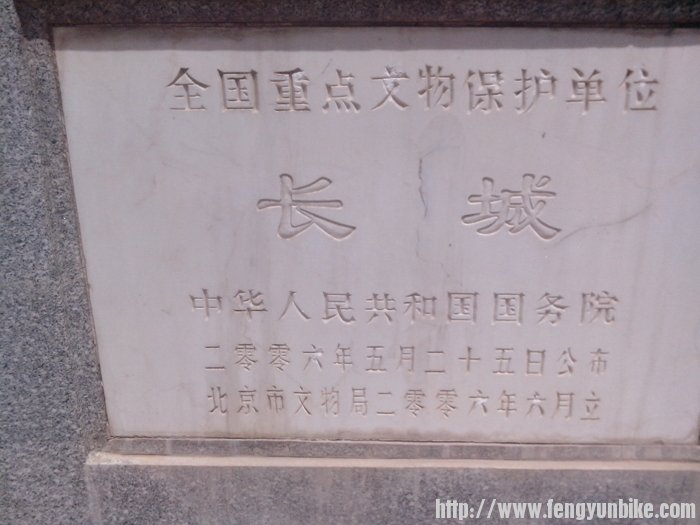 全国重点文物保护单位
长城
中华人民共和国国务院
二零零六年五月二十五日公布
北京市文物局二零零六年六月立
http://www.fengyunbike.com